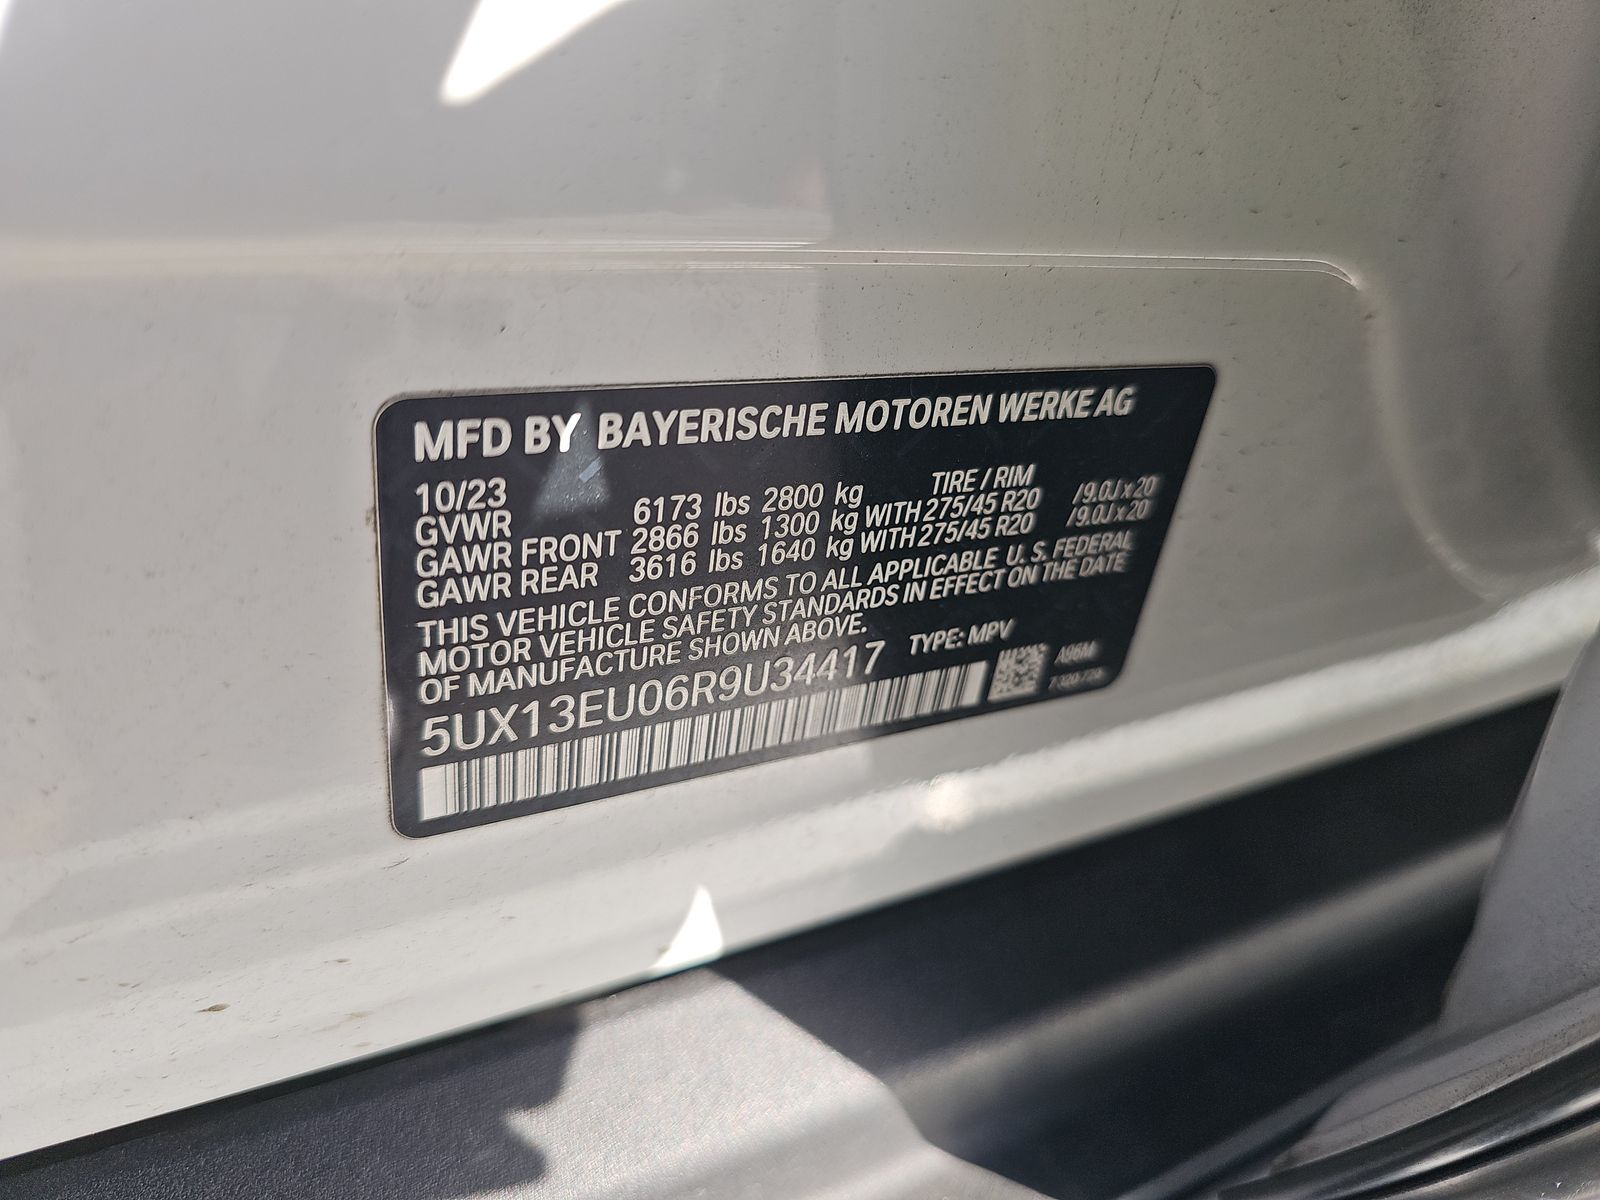 MFD BY BAYERISCHE MOTOREN WERKE AG
10/23 TIRE / RIM
GVWR 6173 lbs 2800 kg
GAWR FRONT 2866 lbs 1300 kg WITH 275/45 R20 /9.0J x 20
GAWR REAR 3616 lbs 1640 kg WITH 275/45 R20 /9.0J x 20
THIS VEHICLE CONFORMS TO ALL APPLICABLE U. S. FEDERAL
MOTOR VEHICLE SAFETY STANDARDS IN EFFECT ON THE DATE
OF MANUFACTURE SHOWN ABOVE.
5UX13EU06R9U34417 TYPE: MPV
A96M